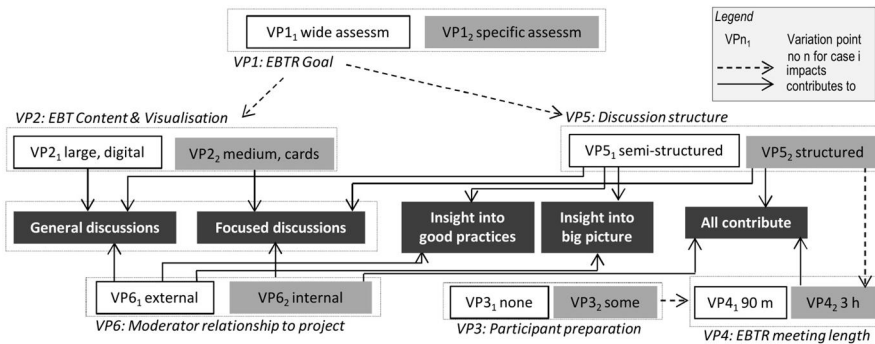 VP1₁ wide assessm
VP1₂ specific assessm
VP1: EBTR Goal
Legend
VPn₁ Variation point
no n for case i
impacts
contributes to
VP2: EBT Content & Visualisation
VP5: Discussion structure
VP2₁ large, digital
VP2₂ medium, cards
VP5₁ semi-structured
VP5₂ structured
General discussions
Focused discussions
Insight into
good practices
Insight into
big picture
All contribute
VP6₁ external
VP6₂ internal
VP6: Moderator relationship to project
VP3₁ none
VP3₂ some
VP3: Participant preparation
VP4₁ 90 m
VP4₂ 3 h
VP4: EBTR meeting length